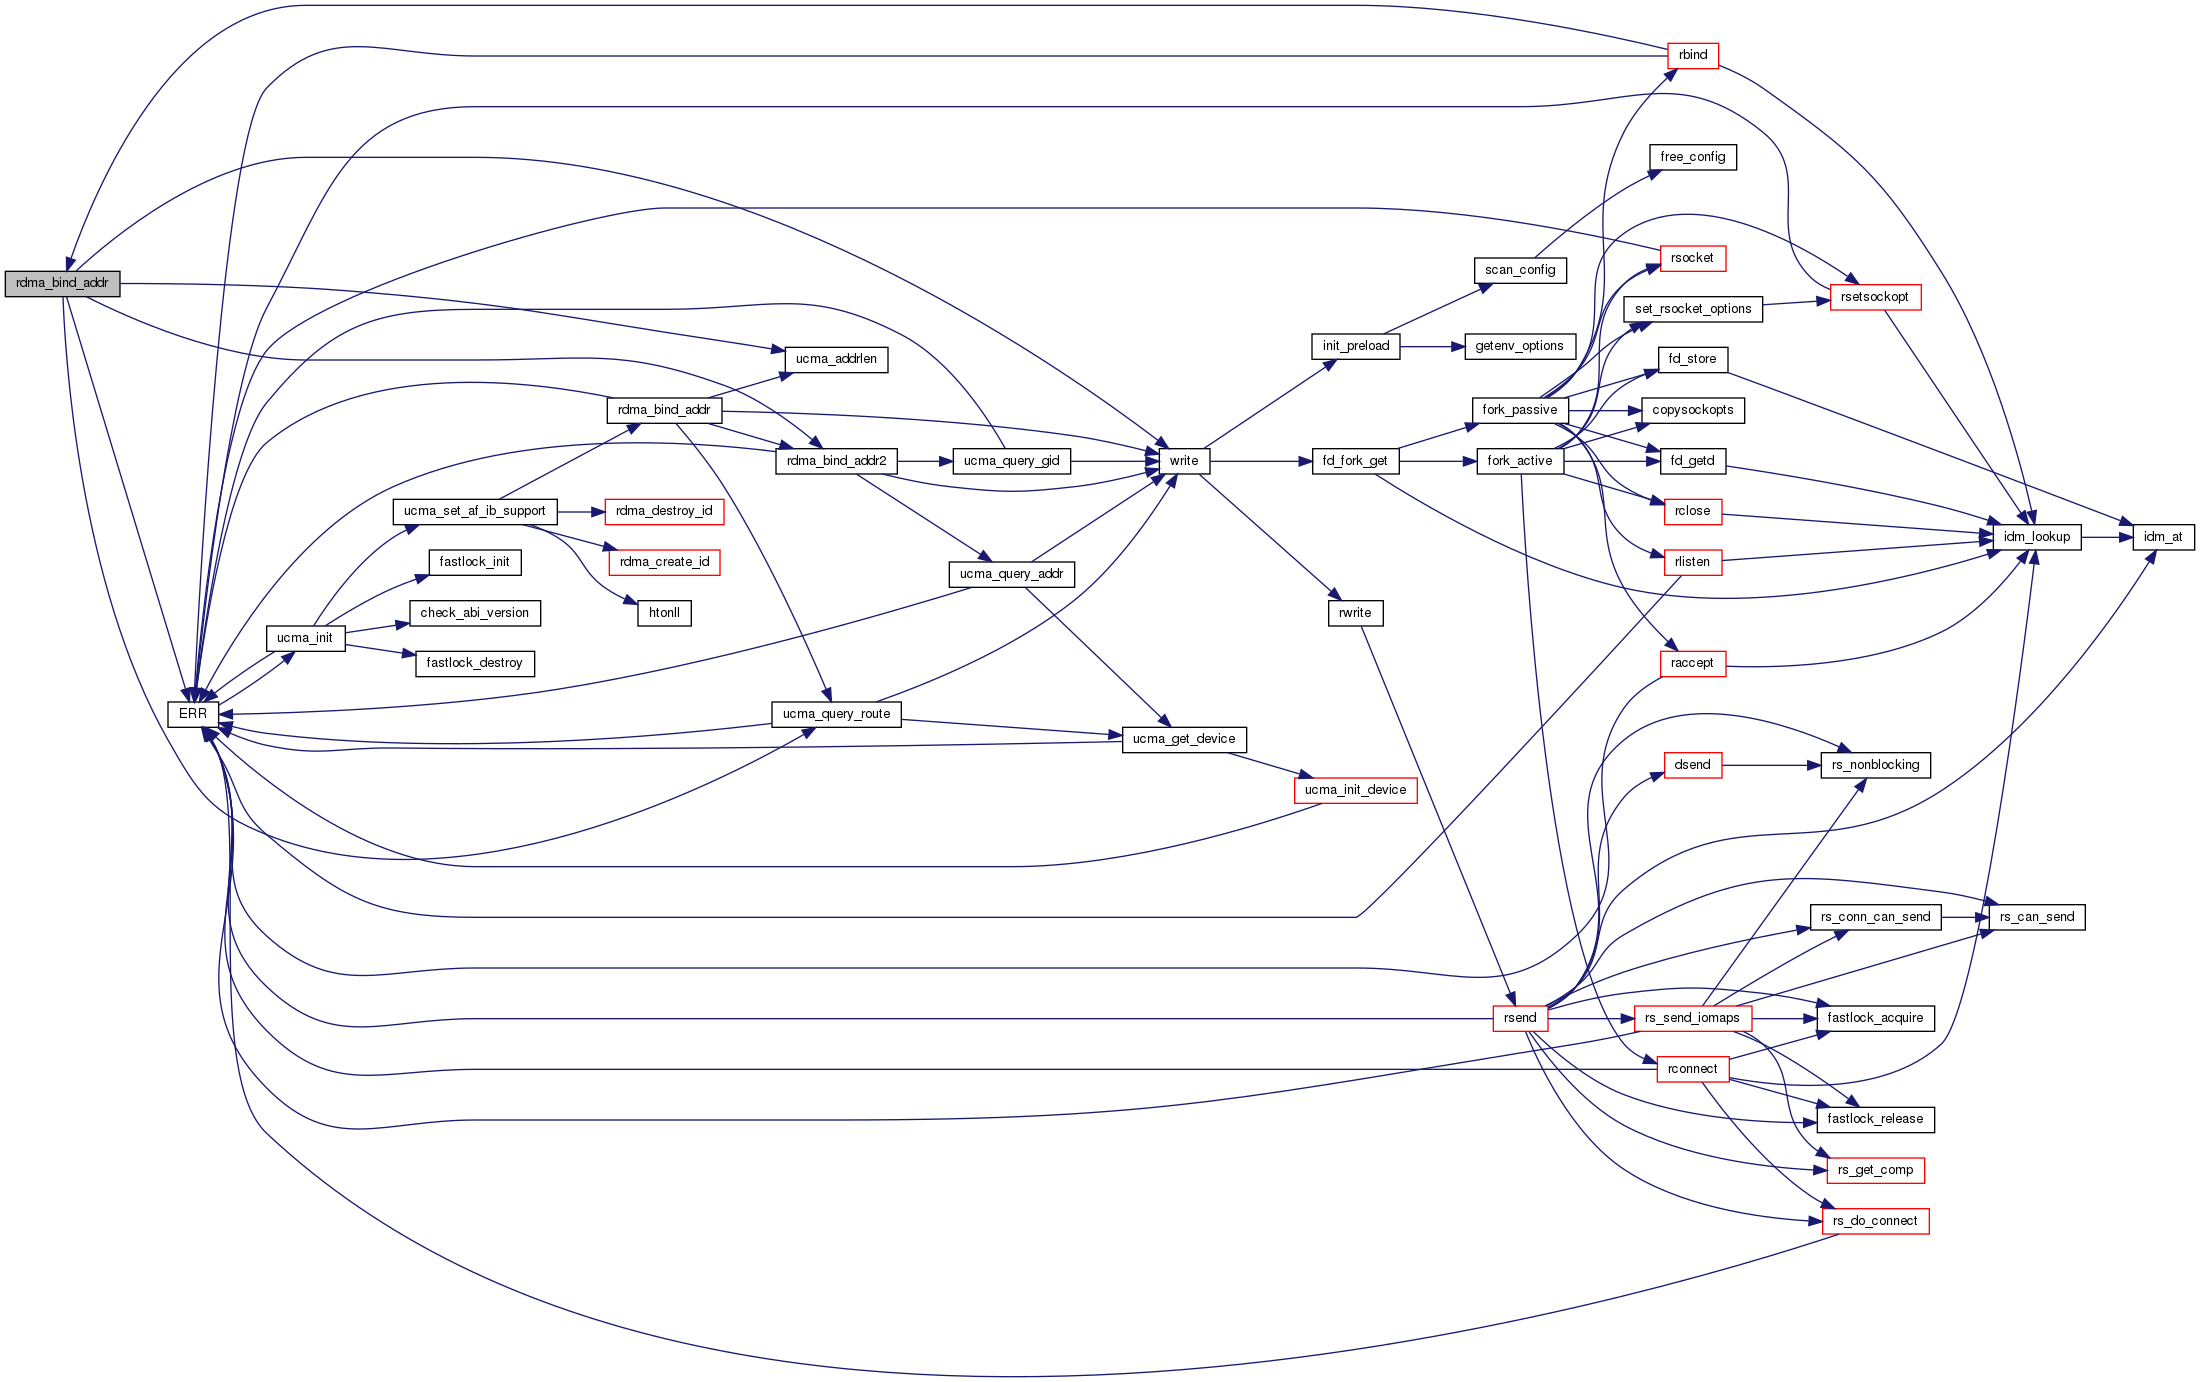 rdma_bind_addr
ERR
ucma_init
ucma_set_af_ib_support
fastlock_init
check_abi_version
fastlock_destroy
rdma_bind_addr
rdma_destroy_id
rdma_create_id
htonll
ucma_addrlen
rdma_bind_addr2
ucma_query_route
ucma_query_gid
ucma_query_addr
ucma_get_device
write
init_preload
fd_fork_get
rwrite
ucma_init_device
scan_config
getenv_options
fork_passive
fork_active
rsend
rbind
free_config
rsocket
set_rsocket_options
fd_store
copysockopts
fd_getd
rclose
rlisten
raccept
dsend
rs_send_iomaps
rconnect
rsetsockopt
rs_nonblocking
rs_conn_can_send
fastlock_acquire
fastlock_release
rs_get_comp
rs_do_connect
idm_lookup
rs_can_send
idm_at